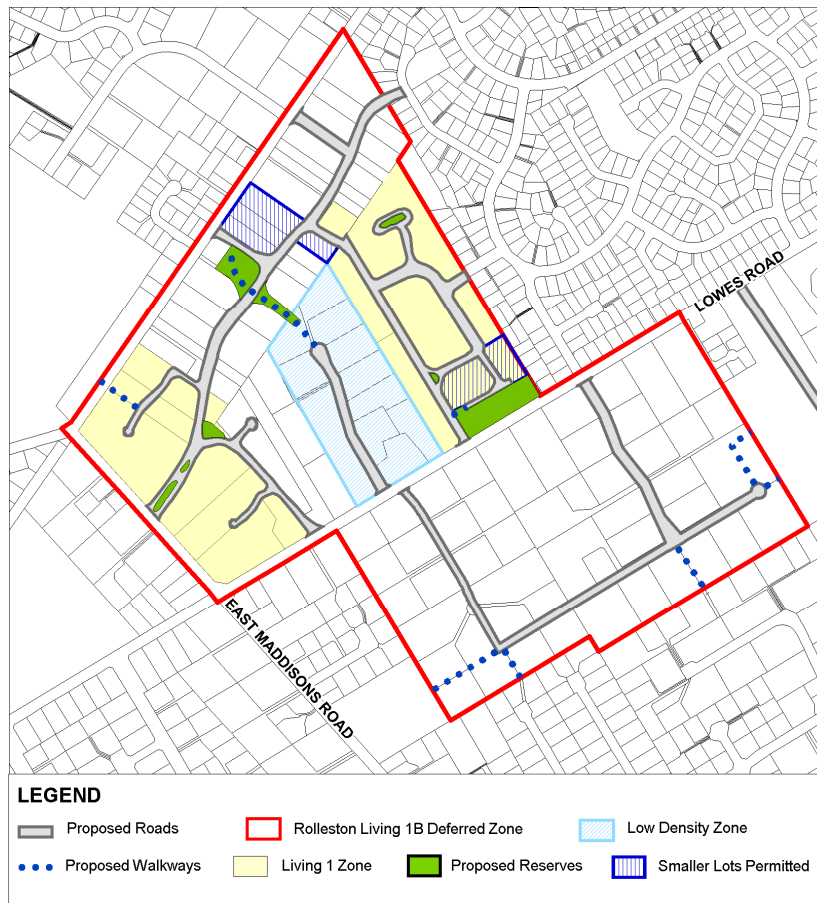 LOWES ROAD
EAST MADDISONS ROAD
LEGEND
Proposed Roads
Rolleston Living 1B Deferred Zone
Low Density Zone
Proposed Walkways
Living 1 Zone
Proposed Reserves
Smaller Lots Permitted